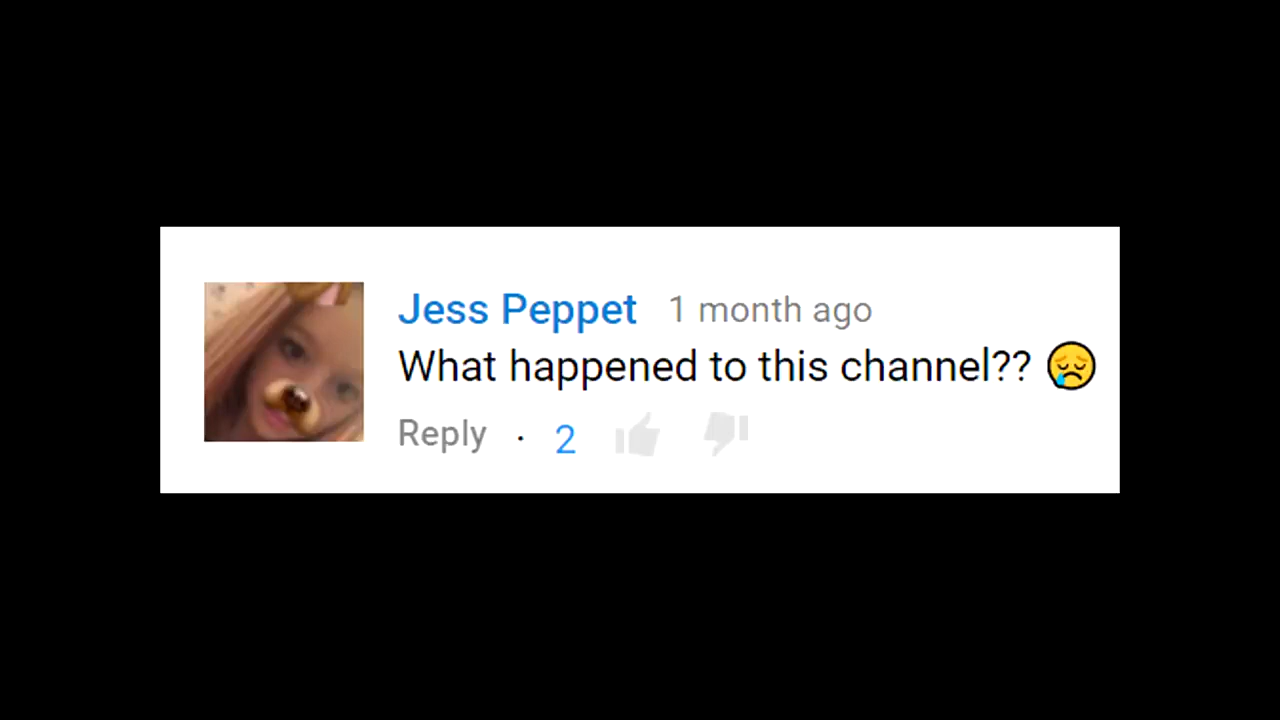 Jess Peppet 1 month ago
What happened to this channel?? 😢
Reply · 2